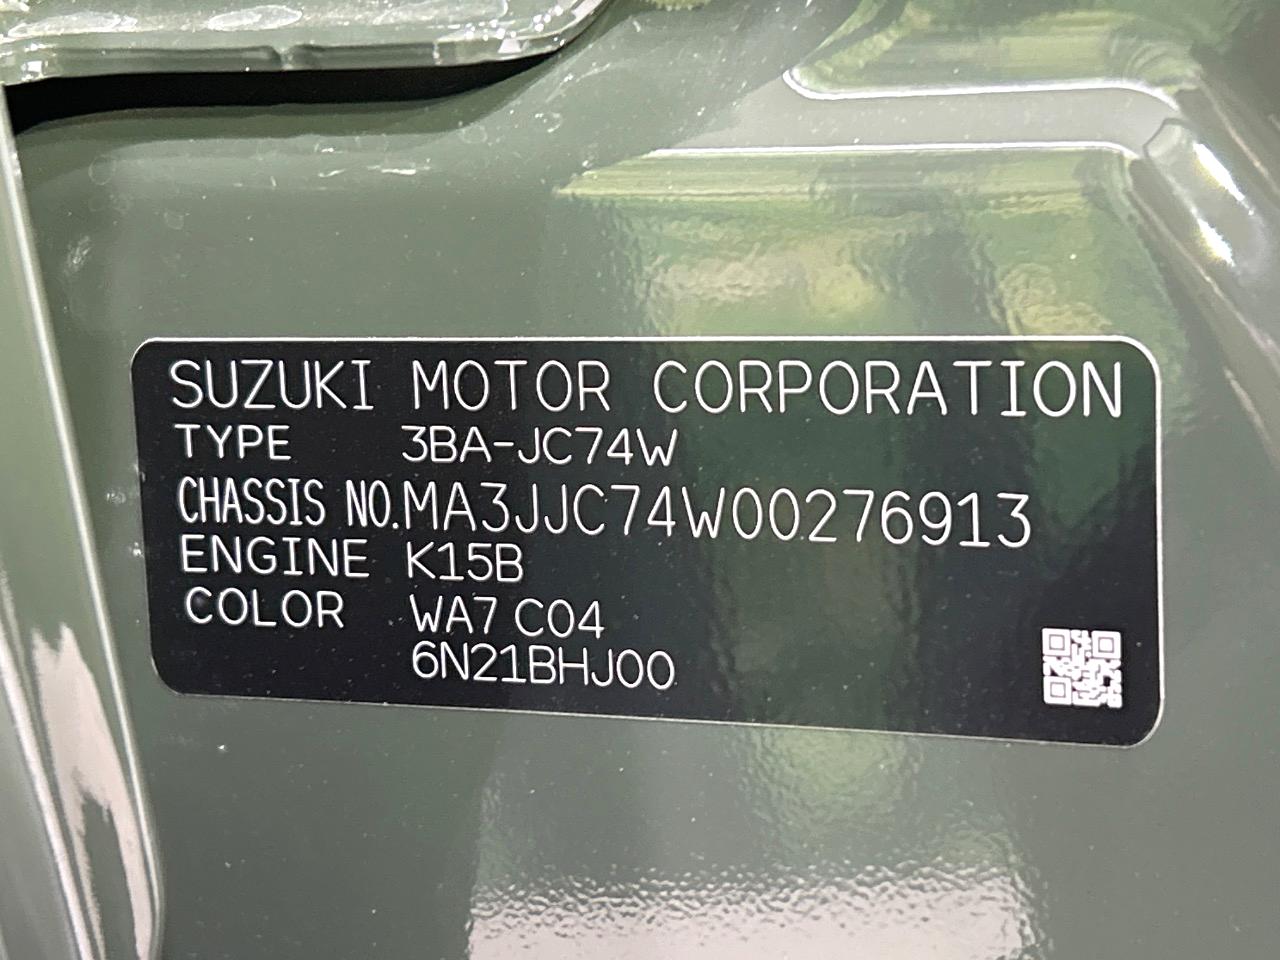 SUZUKI MOTOR CORPORATION
TYPE 3BA-JC74W
CHASSIS NO.MA3JJC74W00276913
ENGINE K15B
COLOR WA7 C04
6N21BHJ00